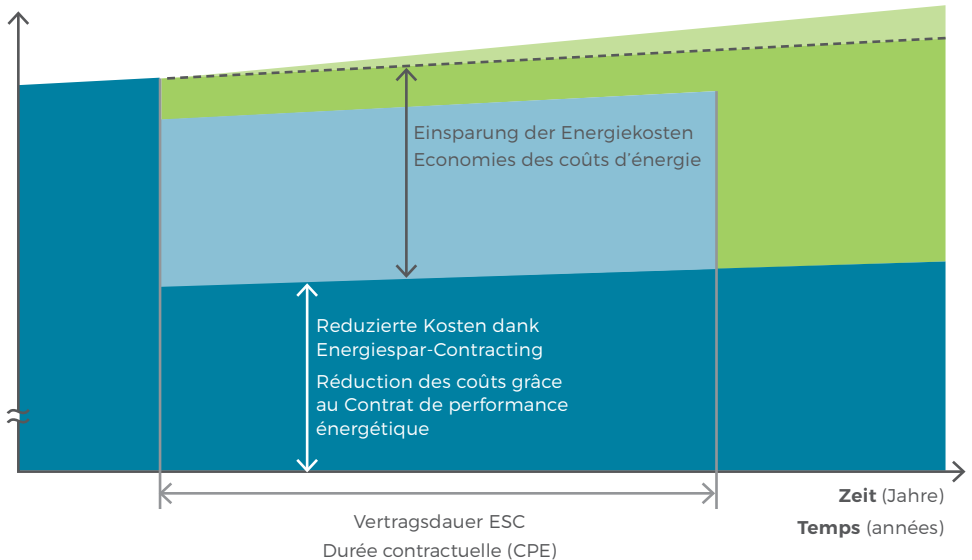 Einsparung der Energiekosten
Economies des coûts d’énergie
Reduzierte Kosten dank
Energiespar-Contracting
Réduction des coûts grâce
au Contrat de performance
énergétique
Zeit (Jahre)
Temps (années)
Vertragsdauer ESC
Durée contractuelle (CPE)